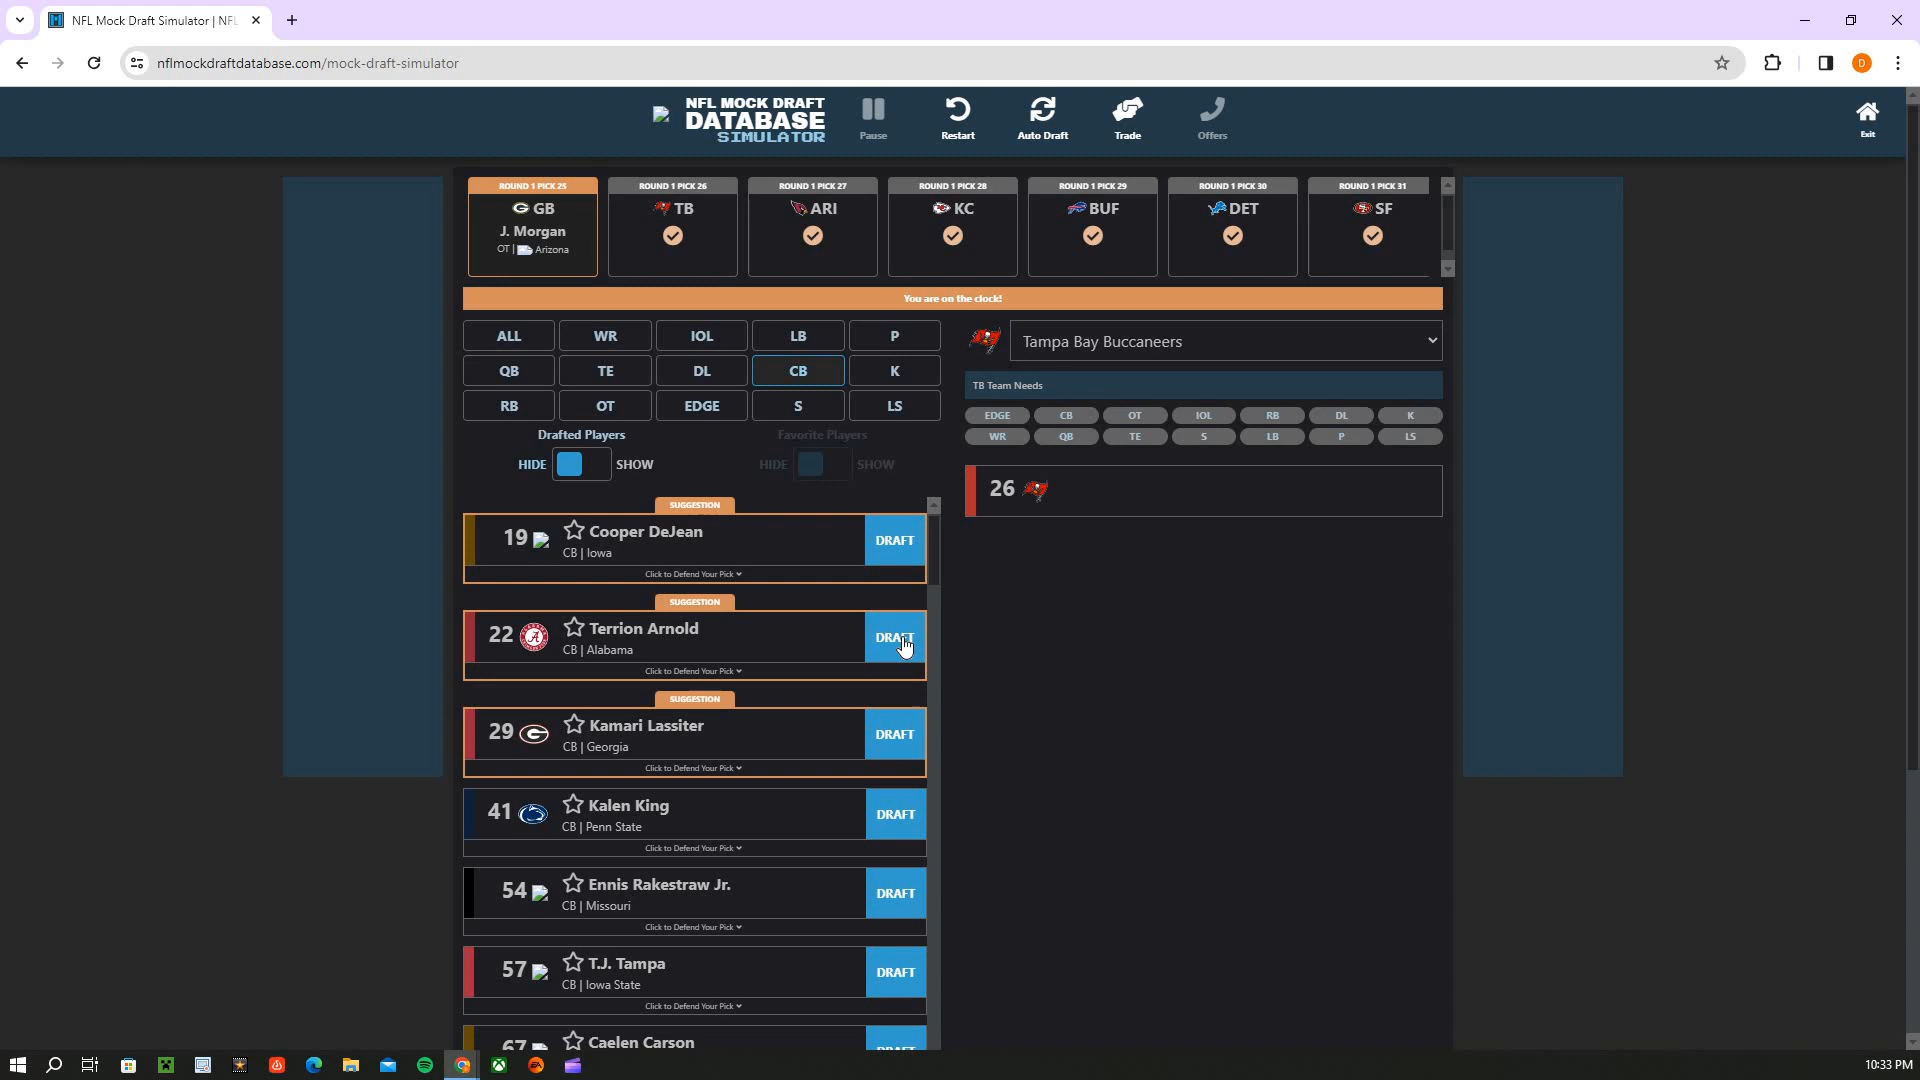 NFL Mock Draft Simulator | NFL
nflmockdraftdatabase.com/mock-draft-simulator
D
NFL MOCK DRAFT
DATABASE
SIMULATOR
Pause
Restart
Auto Draft
Trade
Offers
Exit
ROUND 1 PICK 25
GB
J. Morgan
OT | Arizona
ROUND 1 PICK 26
TB
ROUND 1 PICK 27
ARI
ROUND 1 PICK 28
KC
ROUND 1 PICK 29
BUF
ROUND 1 PICK 30
DET
ROUND 1 PICK 31
SF
You are on the clock!
ALL WR IOL LB P
QB TE DL CB K
RB OT EDGE S LS
Drafted Players
HIDE SHOW
Favorite Players
HIDE SHOW
Tampa Bay Buccaneers
TB Team Needs
EDGE CB OT IOL RB DL K
WR QB TE S LB P LS
26
SUGGESTION
19 Cooper DeJean
CB | Iowa
DRAFT
Click to Defend Your Pick
SUGGESTION
22 Terrion Arnold
CB | Alabama
DRAFT
Click to Defend Your Pick
SUGGESTION
29 Kamari Lassiter
CB | Georgia
DRAFT
Click to Defend Your Pick
41 Kalen King
CB | Penn State
DRAFT
Click to Defend Your Pick
54 Ennis Rakestraw Jr.
CB | Missouri
DRAFT
Click to Defend Your Pick
57 T.J. Tampa
CB | Iowa State
DRAFT
Click to Defend Your Pick
67 Caelen Carson
DRAFT
10:33 PM